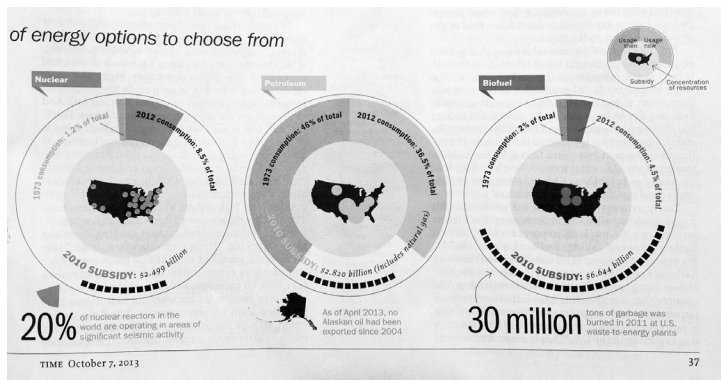 of energy options to choose from
Usage then
Usage now
Subsidy
Concentration of resources
Nuclear
1973 consumption: 1.2% of total
2012 consumption: 8.5% of total
2010 SUBSIDY: $2.499 billion
20%
of nuclear reactors in the
world are operating in areas of
significant seismic activity
Petroleum
1973 consumption: 46% of total
2012 consumption: 36.5% of total
2010 SUBSIDY: $2.820 billion (includes natural gas)
As of April 2013, no
Alaskan oil had been
exported since 2004
Biofuel
1973 consumption: 2% of total
2012 consumption: 4.5% of total
2010 SUBSIDY: $6.644 billion
30 million
tons of garbage was
burned in 2011 at U.S.
waste-to-energy plants
TIME October 7, 2013
37